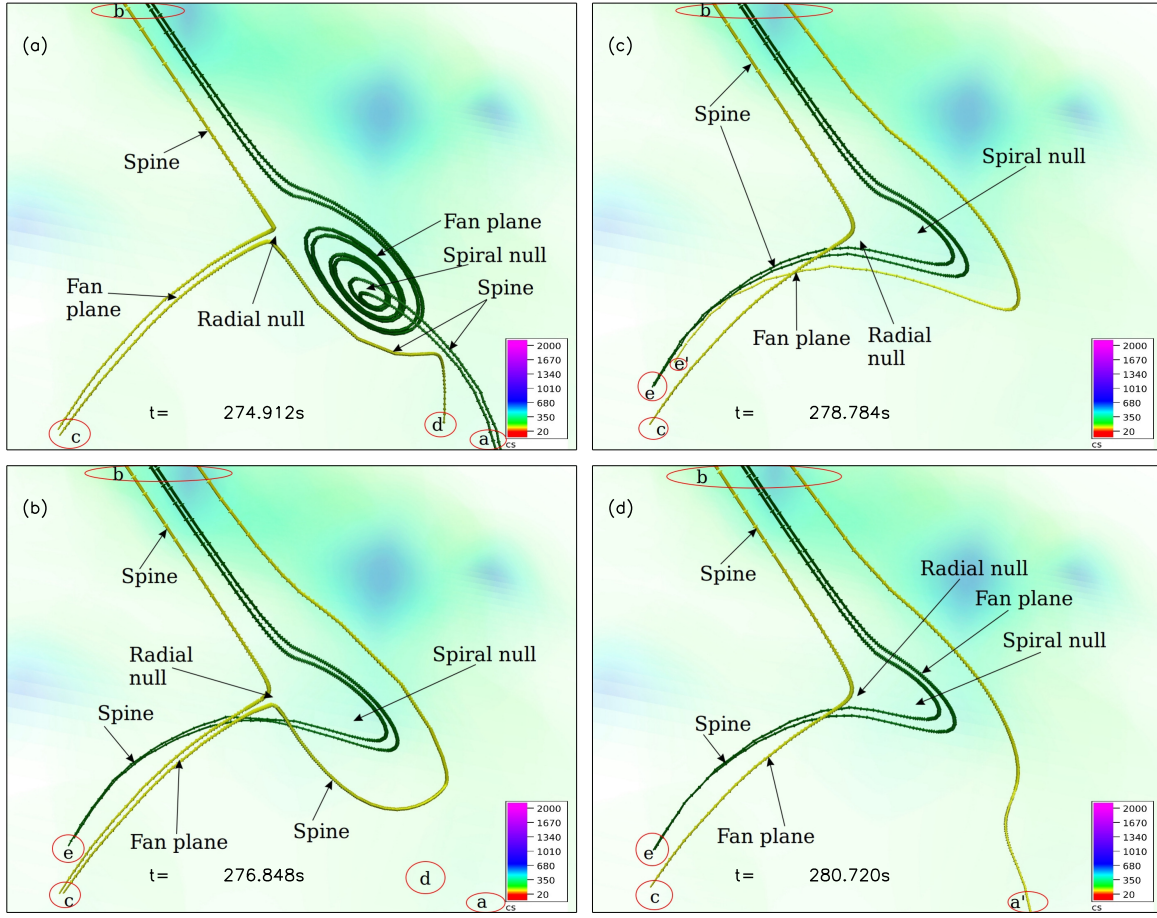 b
(a)
Spine
Fan plane
Spiral null
Spine
Fan
plane
Radial null
c
t= 274.912s
d
a
2000
1670
1340
1010
680
350
20
cs
b
(c)
Spine
Spiral null
Fan plane
Radial
null
e'
e
c
t= 278.784s
2000
1670
1340
1010
680
350
20
cs
b
(b)
Spine
Radial
null
Spiral null
Spine
Spine
Fan plane
e
c
t= 276.848s
d
a
2000
1670
1340
1010
680
350
20
cs
b
(d)
Spine
Radial null
Fan plane
Spiral null
Spine
Fan plane
e
c
t= 280.720s
a'
2000
1670
1340
1010
680
350
20
cs